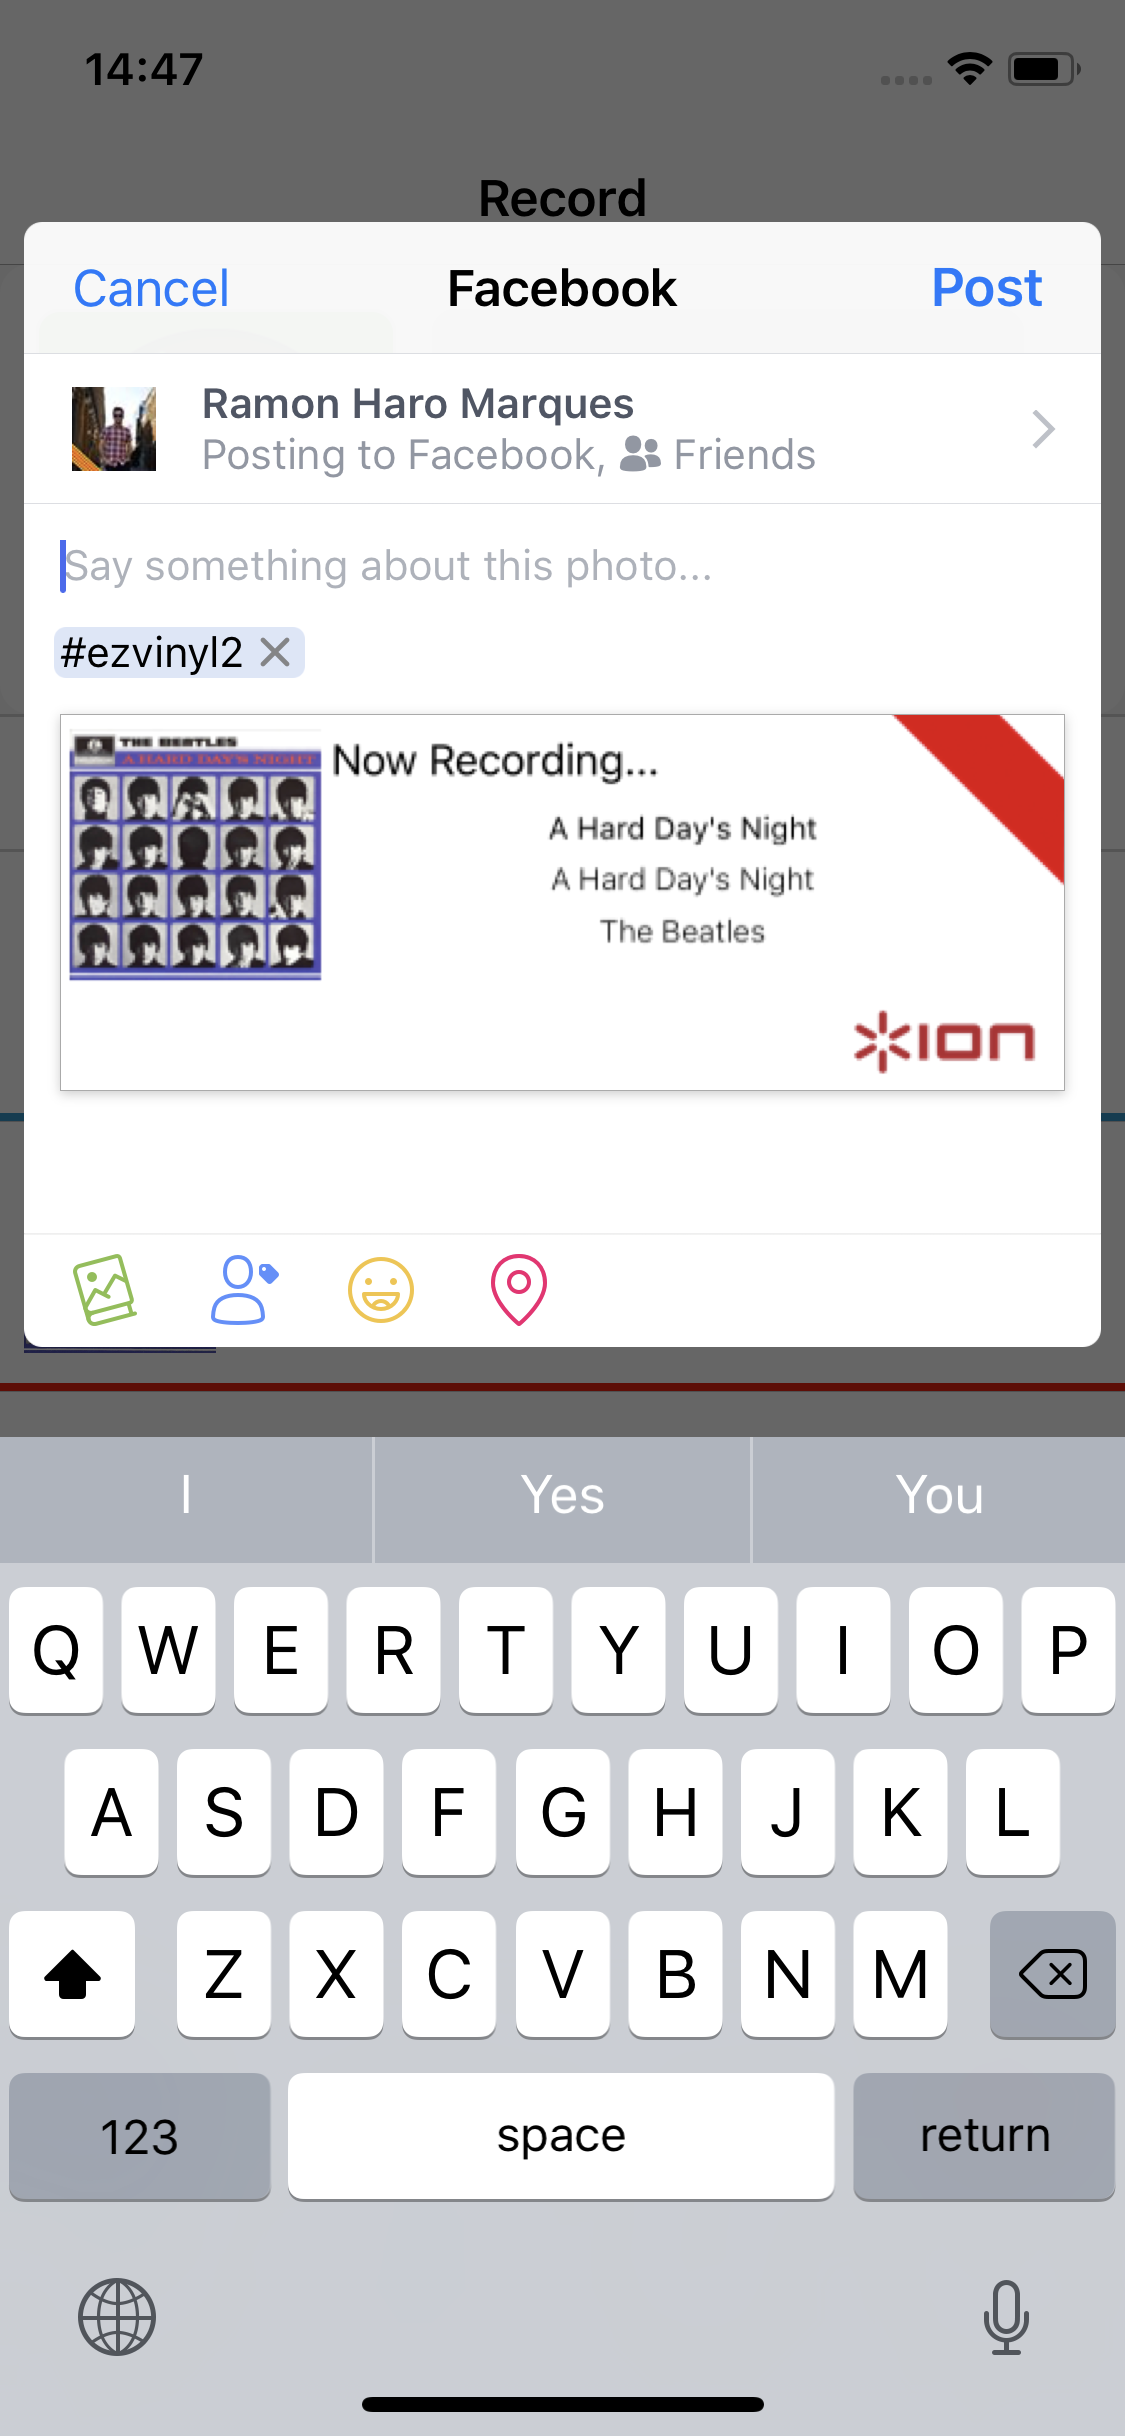 14:47
Record
Cancel
Facebook
Post
Ramon Haro Marques
Posting to Facebook, Friends
Say something about this photo...
#ezvinyl2
THE BEATLES
A HARD DAY'S NIGHT
Now Recording...
A Hard Day's Night
A Hard Day's Night
The Beatles
ion
I Yes You
Q W E R T Y U I O P
A S D F G H J K L
Z X C V B N M
123 space return